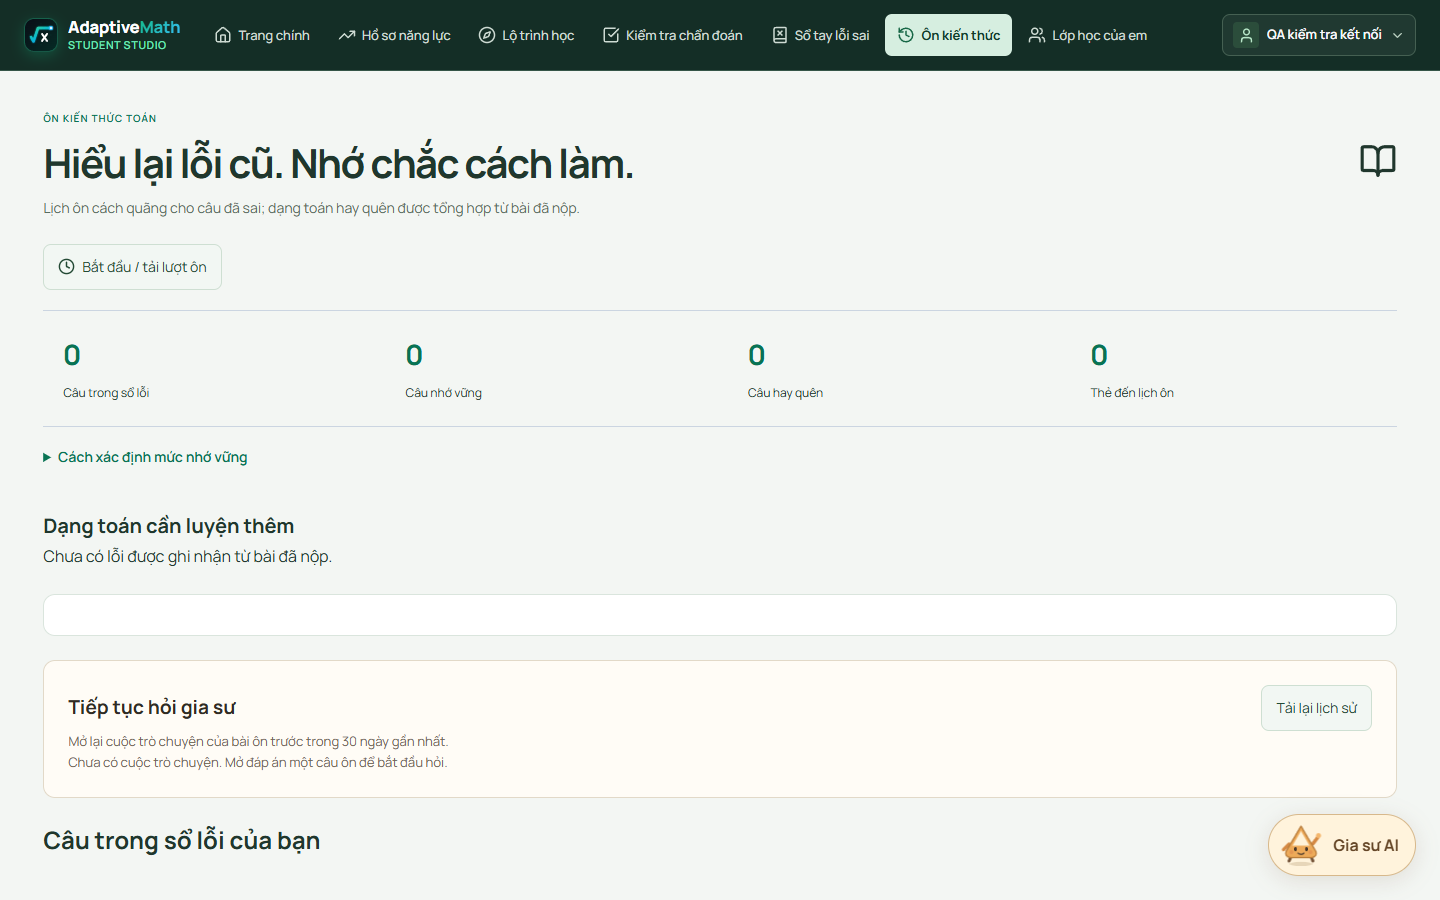 AdaptiveMath
STUDENT STUDIO
Trang chính
Hồ sơ năng lực
Lộ trình học
Kiểm tra chẩn đoán
Sổ tay lỗi sai
Ôn kiến thức
Lớp học của em
QA kiểm tra kết nối
ÔN KIẾN THỨC TOÁN
Hiểu lại lỗi cũ. Nhớ chắc cách làm.
Lịch ôn cách quãng cho câu đã sai; dạng toán hay quên được tổng hợp từ bài đã nộp.
Bắt đầu / tải lượt ôn
0
Câu trong sổ lỗi
0
Câu nhớ vững
0
Câu hay quên
0
Thẻ đến lịch ôn
Cách xác định mức nhớ vững
Dạng toán cần luyện thêm
Chưa có lỗi được ghi nhận từ bài đã nộp.
Tiếp tục hỏi gia sư
Mở lại cuộc trò chuyện của bài ôn trước trong 30 ngày gần nhất.
Chưa có cuộc trò chuyện. Mở đáp án một câu ôn để bắt đầu hỏi.
Tải lại lịch sử
Câu trong sổ lỗi của bạn
Gia sư AI